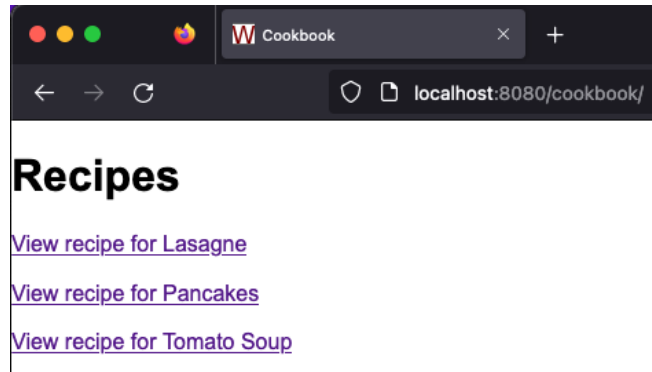 W Cookbook
localhost:8080/cookbook/
Recipes
View recipe for Lasagne
View recipe for Pancakes
View recipe for Tomato Soup